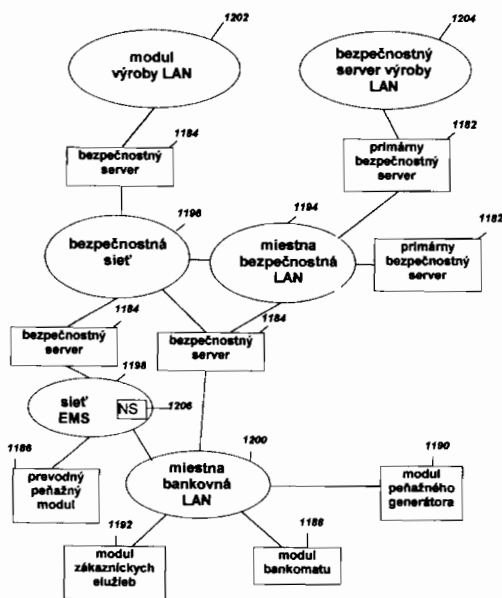 1202
modul
výroby LAN
1204
bezpečnostný
server výroby
LAN
1184
bezpečnostný
server
1182
primárny
bezpečnostný
server
1196
bezpečnostná
sieť
1194
miestna
bezpečnostná
LAN
1182
primárny
bezpečnostný
server
1184
bezpečnostný
server
1184
bezpečnostný
server
1198
sieť
EMS
NS
1206
1186
prevodný
peňažný
modul
1200
miestna
bankovná
LAN
1190
modul
peňažného
generátora
1192
modul
zákazníckych
služieb
1188
modul
bankomatu